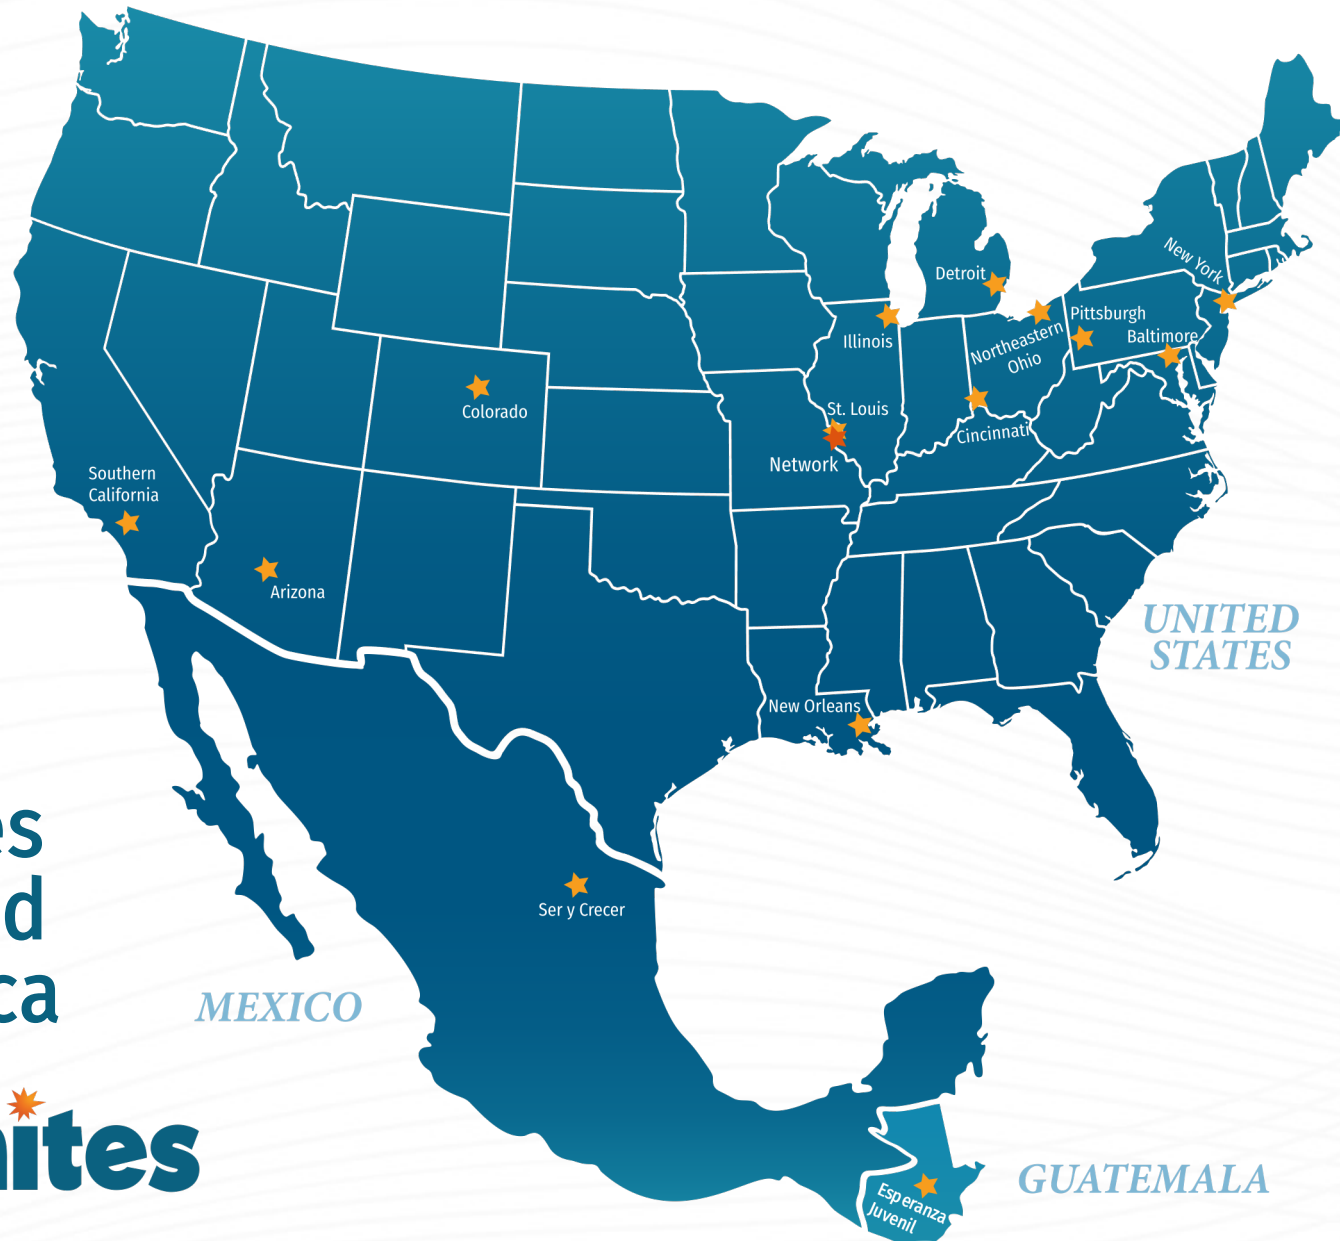 New York
Detroit
Pittsburgh
Baltimore
Illinois
Northeastern
Ohio
Colorado
St. Louis
Cincinnati
Network
Southern
California
Arizona
UNITED
STATES
New Orleans
es
d
Ser y Crecer
ca
MEXICO
ites
GUATEMALA
Esperanza
Juvenil